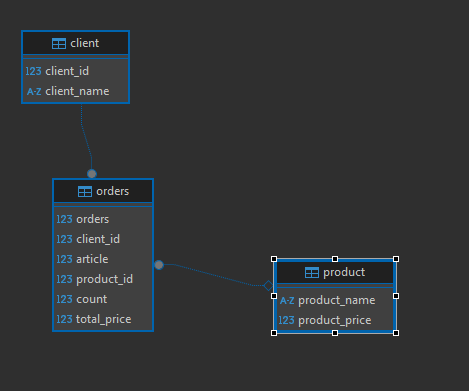 client
123 client_id
A-Z client_name
orders
123 orders
123 client_id
123 article
123 product_id
123 count
123 total_price
product
A-Z product_name
123 product_price